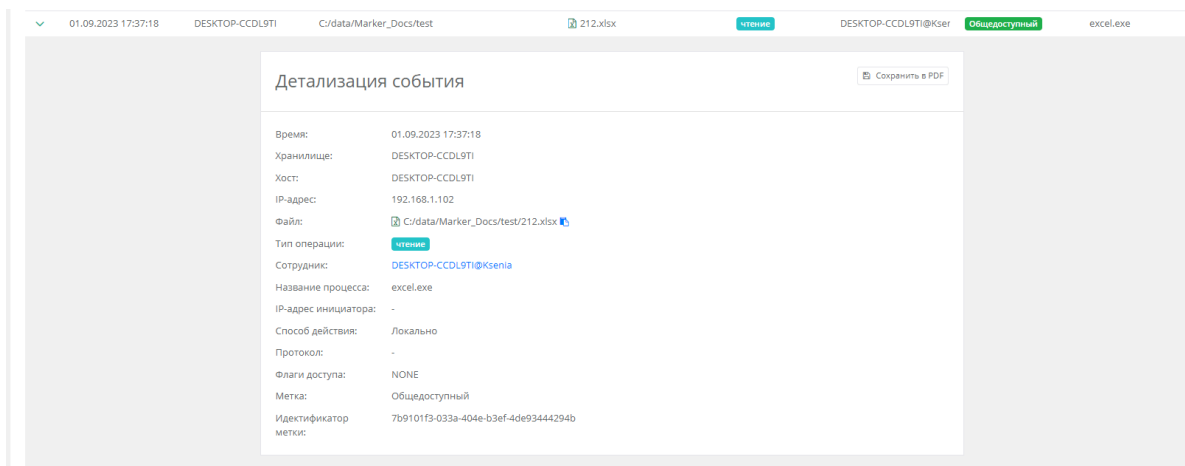 01.09.2023 17:37:18 DESKTOP-CCDL9TI C:/data/Marker_Docs/test 212.xlsx чтение DESKTOP-CCDL9TI@Kser Общедоступный excel.exe
Детализация события
Сохранить в PDF
Время: 01.09.2023 17:37:18
Хранилище: DESKTOP-CCDL9TI
Хост: DESKTOP-CCDL9TI
IP-адрес: 192.168.1.102
Файл: C:/data/Marker_Docs/test/212.xlsx
Тип операции: чтение
Сотрудник: DESKTOP-CCDL9TI@Ksenia
Название процесса: excel.exe
IP-адрес инициатора: -
Способ действия: Локально
Протокол: -
Флаги доступа: NONE
Метка: Общедоступный
Идектификатор 7b9101f3-033a-404e-b3ef-4de93444294b
метки: